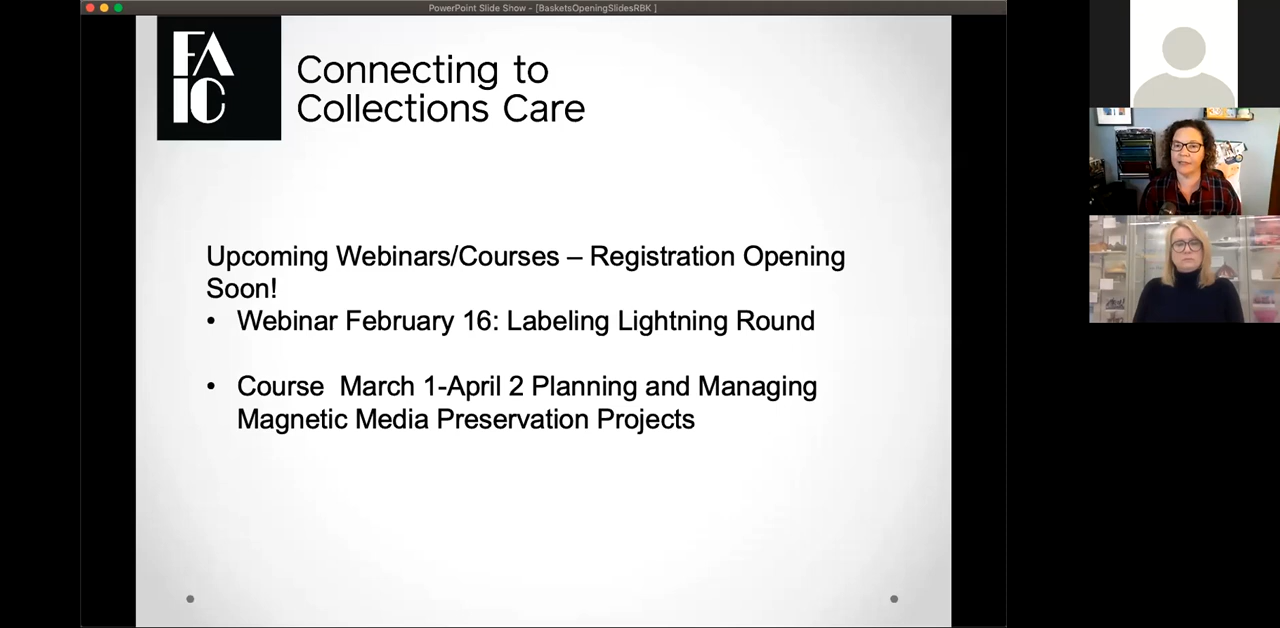 PowerPoint Slide Show - [BasketsOpeningSlidesRBK ]
FA
IC
Connecting to
Collections Care
Upcoming Webinars/Courses – Registration Opening
Soon!
• Webinar February 16: Labeling Lightning Round
• Course  March 1-April 2 Planning and Managing
Magnetic Media Preservation Projects